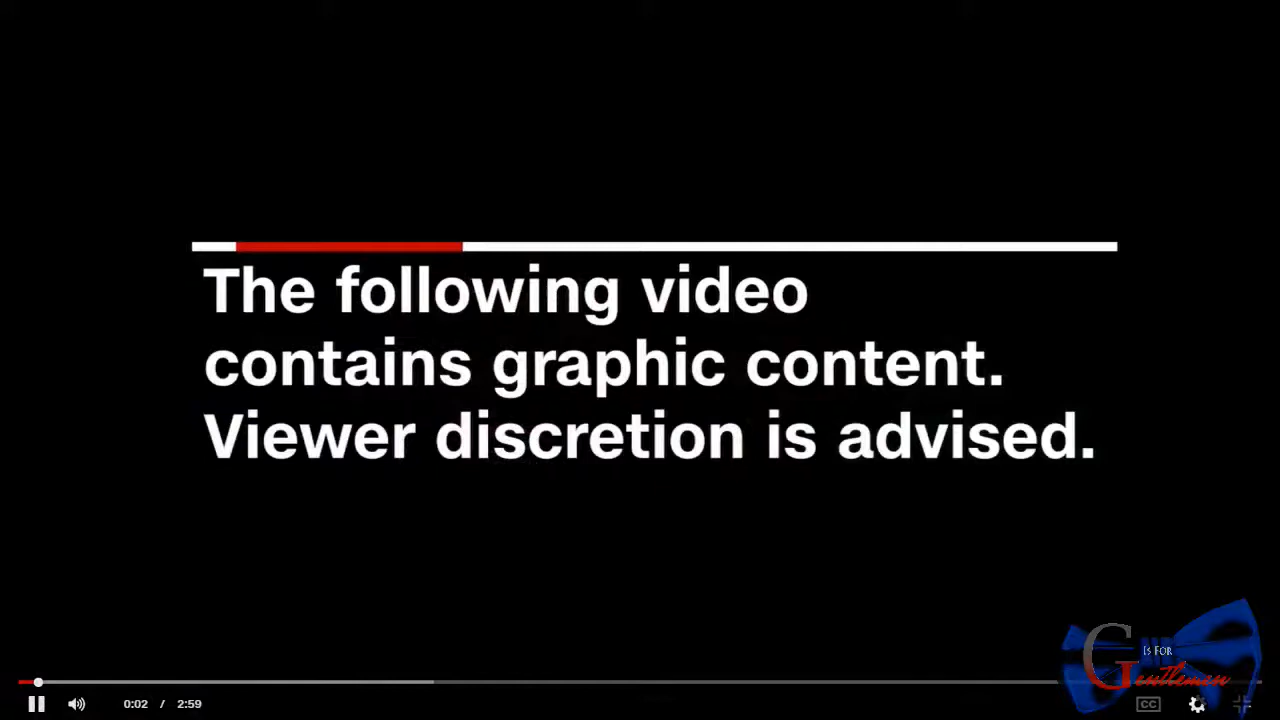 The following video
contains graphic content.
Viewer discretion is advised.
G Is For
Gentlemen
0:02 / 2:59
CC